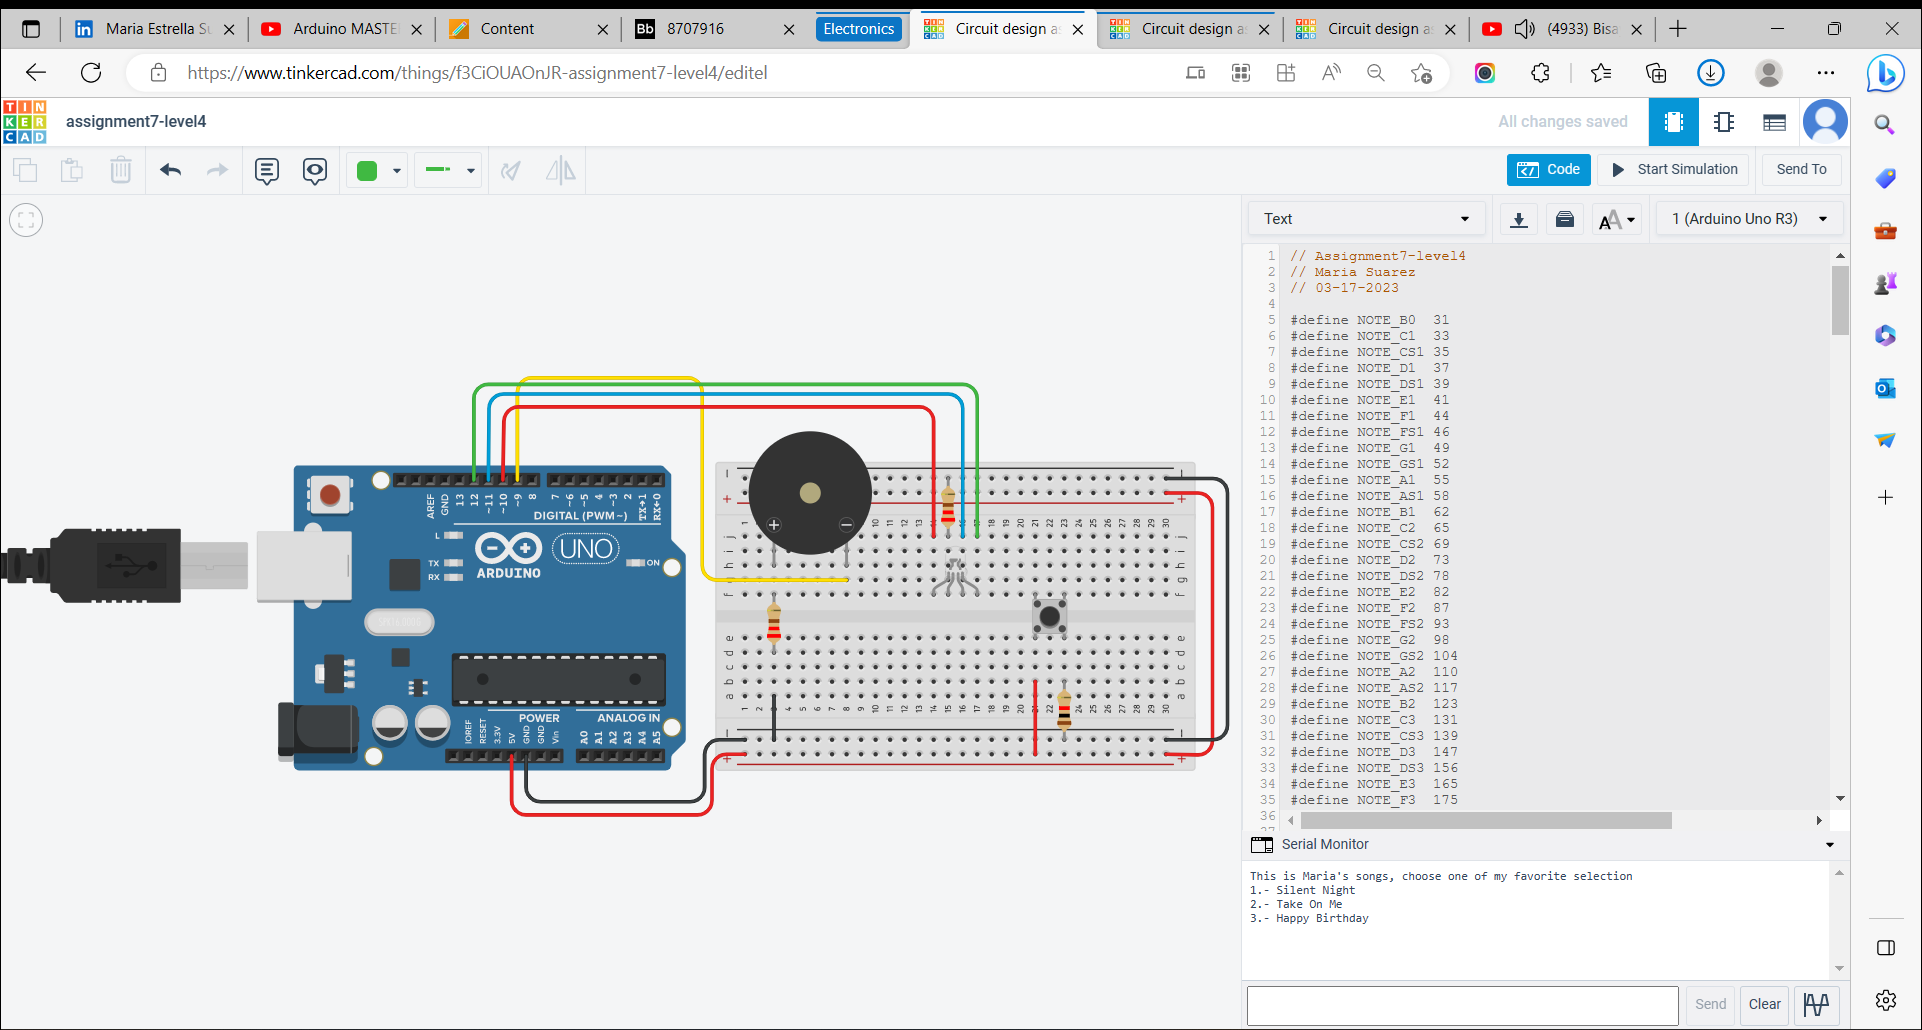 Maria Estrella Su
Arduino MASTE
Content
Bb 8707916
Electronics
Circuit design a
Circuit design a
Circuit design a
(4933) Bisa
https://www.tinkercad.com/things/f3CiOUAOnJR-assignment7-level4/editel
TIN
KER
CAD
assignment7-level4
All changes saved
Code
Start Simulation
Send To
Text
1 (Arduino Uno R3)
1 // Assignment7-level4
2 // Maria Suarez
3 // 03-17-2023
4
5 #define NOTE_B0 31
6 #define NOTE_C1 33
7 #define NOTE_CS1 35
8 #define NOTE_D1 37
9 #define NOTE_DS1 39
10 #define NOTE_E1 41
11 #define NOTE_F1 44
12 #define NOTE_FS1 46
13 #define NOTE_G1 49
14 #define NOTE_GS1 52
15 #define NOTE_A1 55
16 #define NOTE_AS1 58
17 #define NOTE_B1 62
18 #define NOTE_C2 65
19 #define NOTE_CS2 69
20 #define NOTE_D2 73
21 #define NOTE_DS2 78
22 #define NOTE_E2 82
23 #define NOTE_F2 87
24 #define NOTE_FS2 93
25 #define NOTE_G2 98
26 #define NOTE_GS2 104
27 #define NOTE_A2 110
28 #define NOTE_AS2 117
29 #define NOTE_B2 123
30 #define NOTE_C3 131
31 #define NOTE_CS3 139
32 #define NOTE_D3 147
33 #define NOTE_DS3 156
34 #define NOTE_E3 165
35 #define NOTE_F3 175
36
AREF
GND
13
12
~11
~10
~9
8
7
~6
~5
4
~3
2
TX→1
RX←0
DIGITAL (PWM~)
L
TX
RX
UNO
ARDUINO
ON
POWER
ANALOG IN
IOREF
RESET
3.3V
5V
GND
GND
Vin
A0
A1
A2
A3
A4
A5
Serial Monitor
This is Maria's songs, choose one of my favorite selection
1.- Silent Night
2.- Take On Me
3.- Happy Birthday
Send
Clear